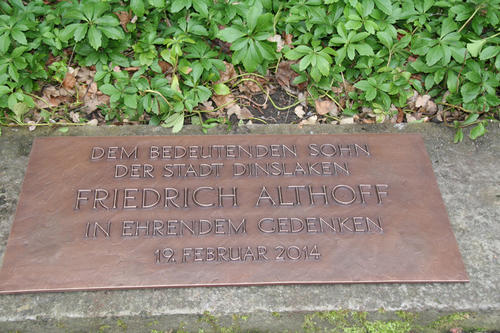 DEM BEDEUTENDEN SOHN
DER STADT DINSLAKEN
FRIEDRICH ALTHOFF
IN EHRENDEM GEDENKEN
19. FEBRUAR 2014